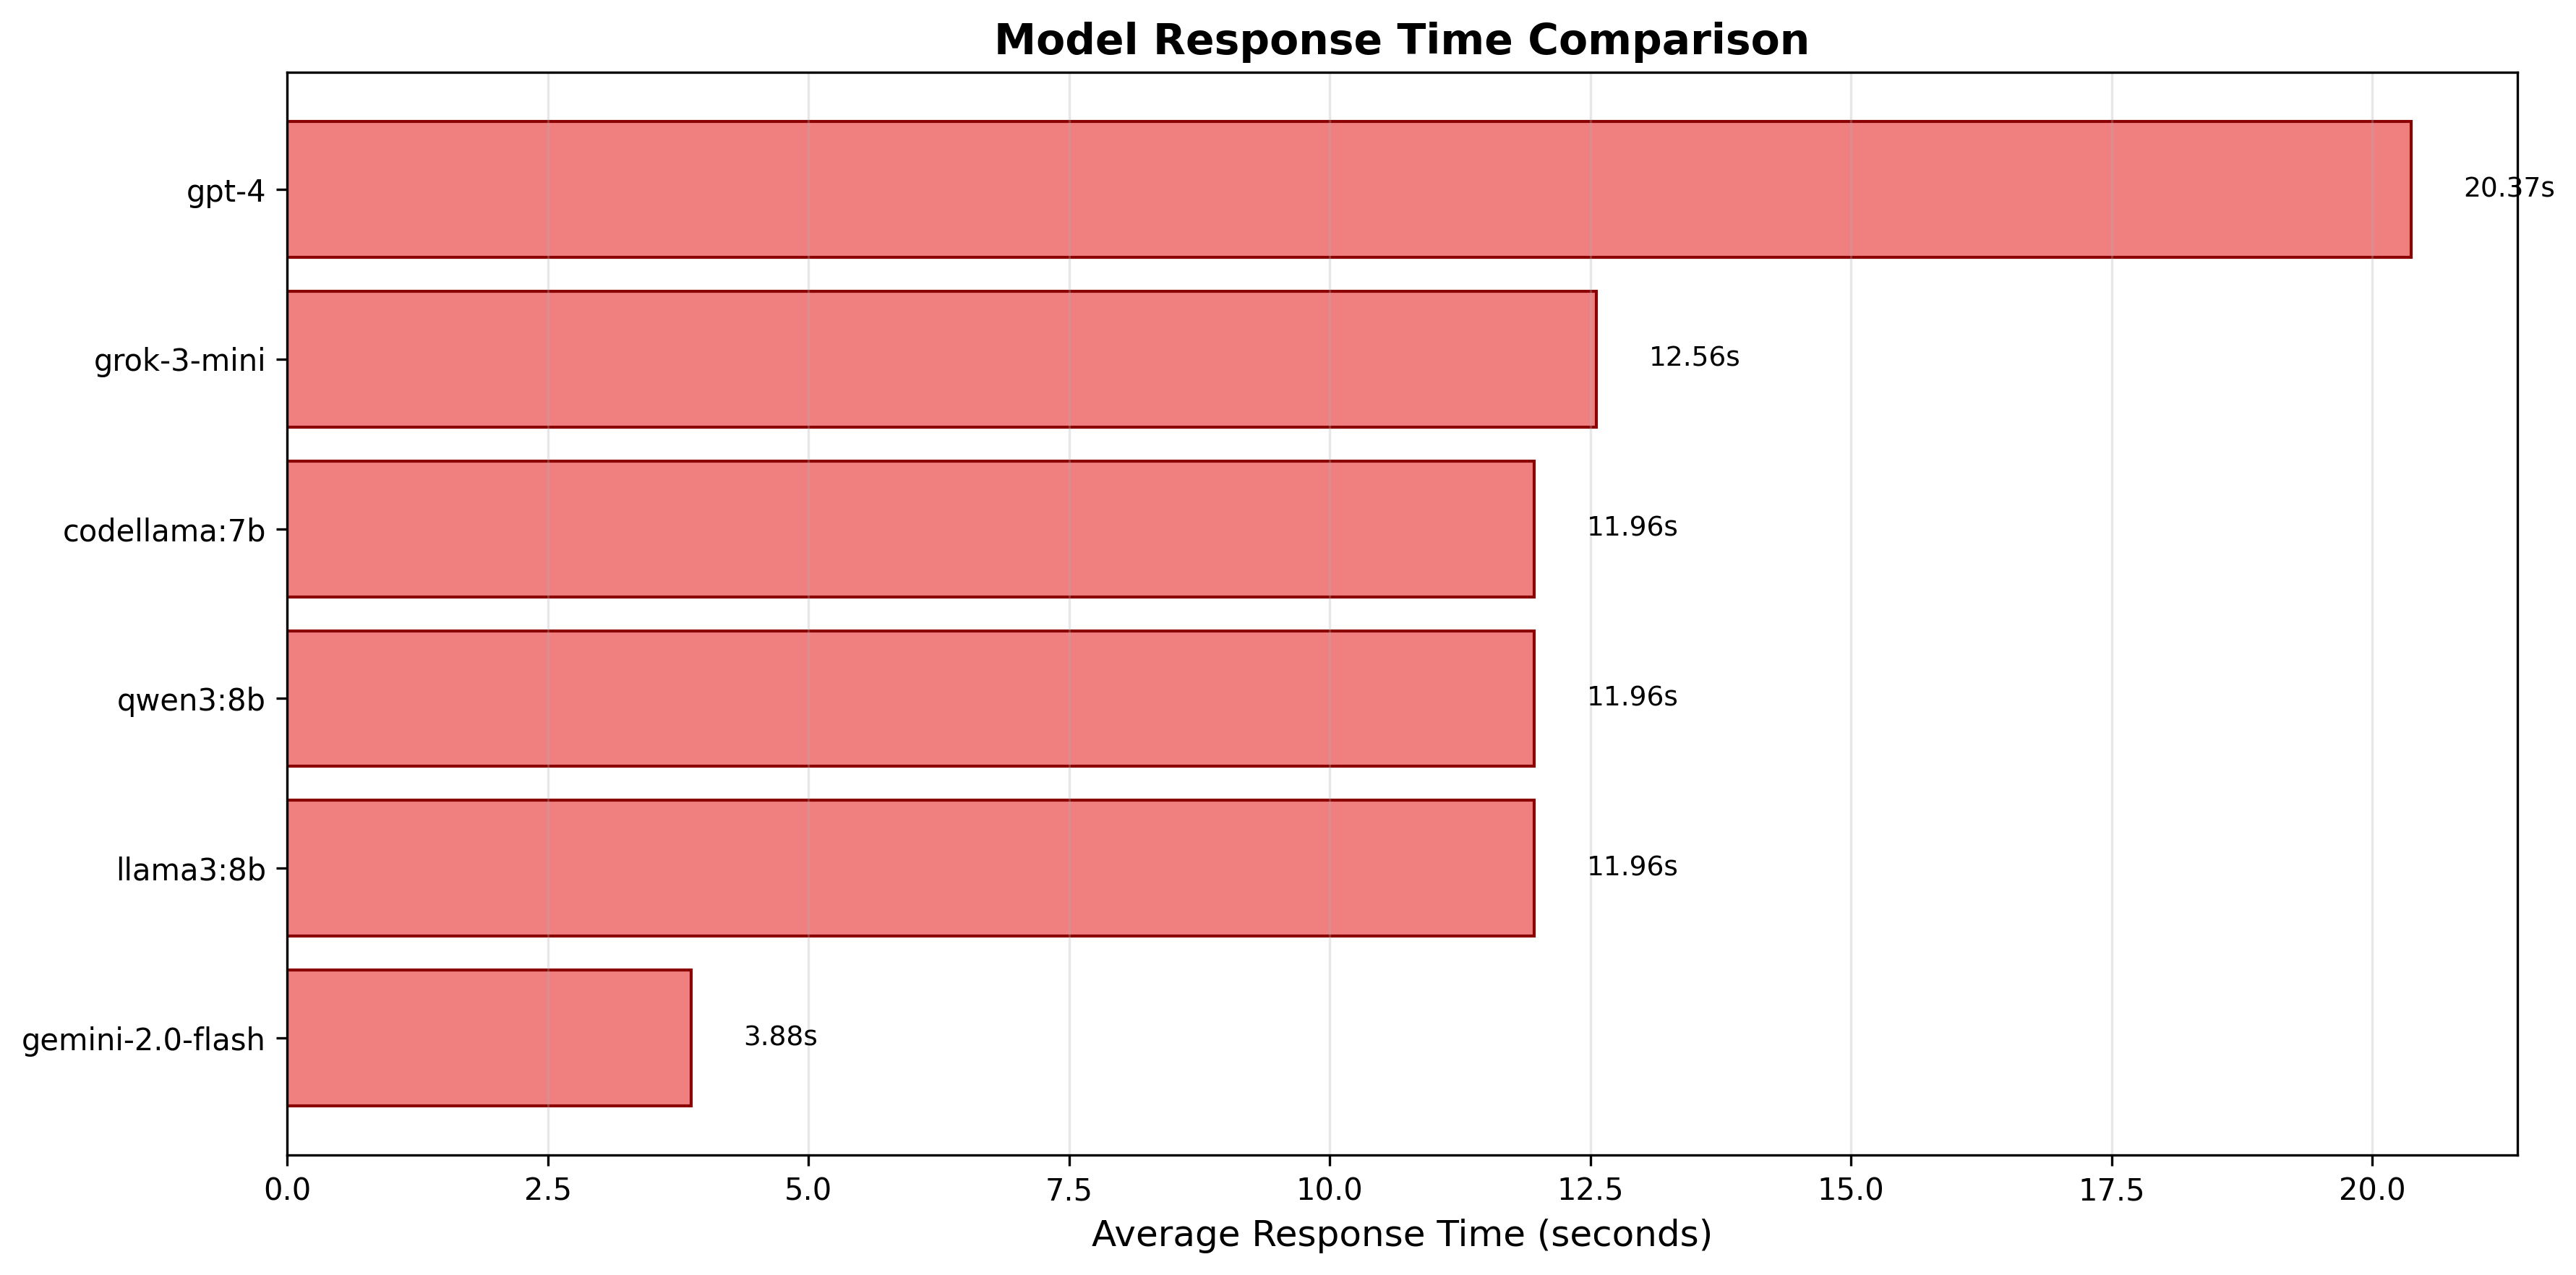 Model Response Time Comparison
gpt-4
20.37s
grok-3-mini
12.56s
codellama:7b
11.96s
qwen3:8b
11.96s
llama3:8b
11.96s
gemini-2.0-flash
3.88s
0.0 2.5 5.0 7.5 10.0 12.5 15.0 17.5 20.0
Average Response Time (seconds)